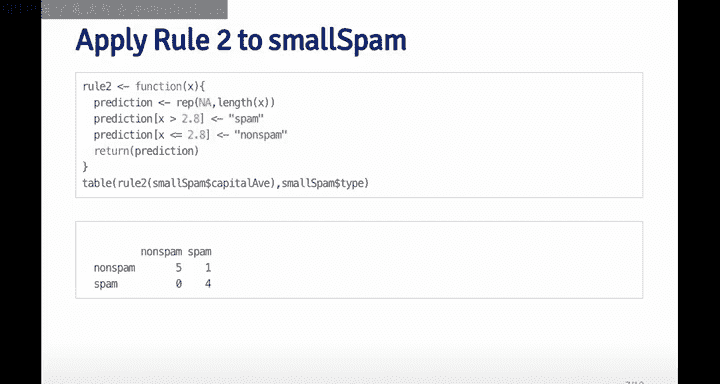 Apply Rule 2 to smallSpam
rule2 <- function(x){
prediction <- rep(NA,length(x))
prediction[x > 2.8] <- "spam"
prediction[x <= 2.8] <- "nonspam"
return(prediction)
}
table(rule2(smallSpam$capitalAve),smallSpam$type)
nonspam spam
nonspam 5 1
spam 0 4